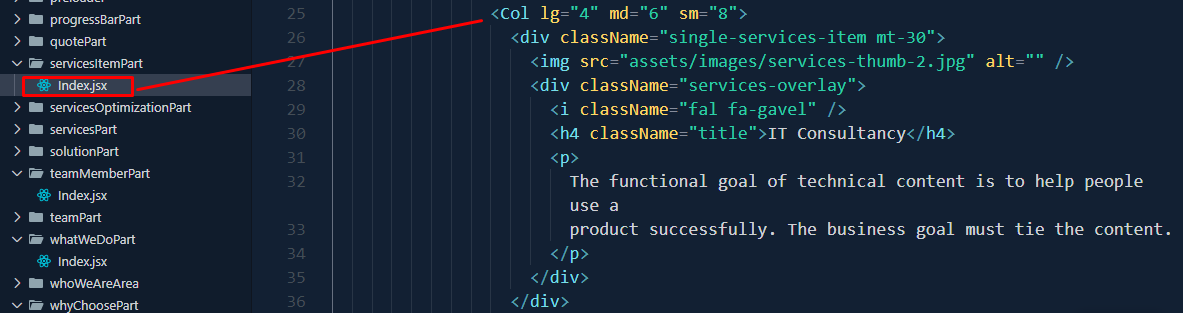 preloader
progressBarPart
quotePart
servicesItemPart
Index.jsx
servicesOptimizationPart
servicesPart
solutionPart
teamMemberPart
Index.jsx
teamPart
whatWeDoPart
Index.jsx
whoWeAreArea
whyChoosePart
25 <Col lg="4" md="6" sm="8">
26 <div className="single-services-item mt-30">
27 <img src="assets/images/services-thumb-2.jpg" alt="" />
28 <div className="services-overlay">
29 <i className="fal fa-gavel" />
30 <h4 className="title">IT Consultancy</h4>
31 <p>
32 The functional goal of technical content is to help people
use a
33 product successfully. The business goal must tie the content.
34 </p>
35 </div>
36 </div>